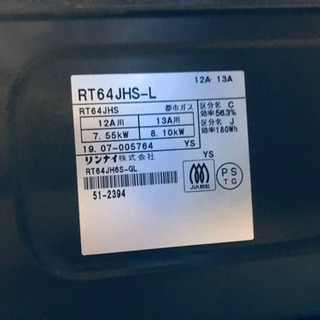 12A 13A
RT64JHS-L
RT64JHS 都市ガス 区分名 C
効率56.3%
12A用 13A用 区分名 J
7.55kW 8.10kW 効率180Wh
19.07-005764 YS
リンナイ株式会社 YS
RT64JH6S-GL
51-2394
JIA 認証
PS
TG